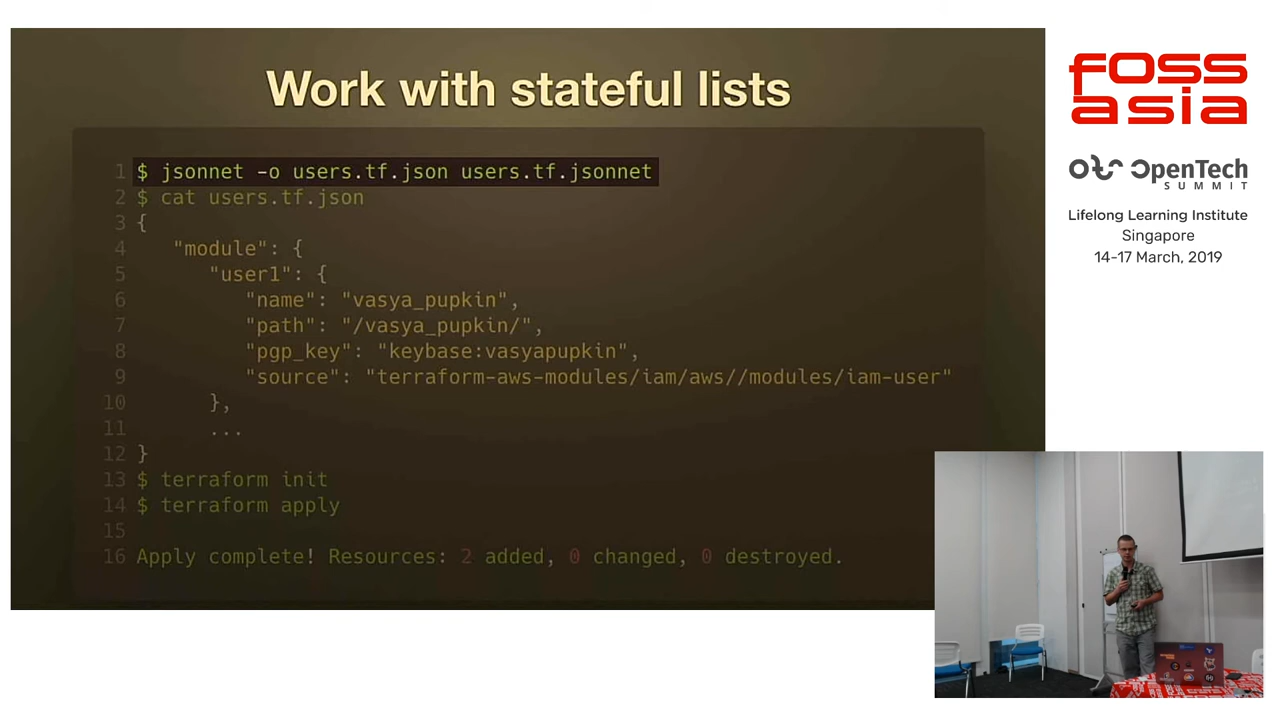 Work with stateful lists
1 $ jsonnet -o users.tf.json users.tf.jsonnet
2 $ cat users.tf.json
3 {
4 "module": {
5 "user1": {
6 "name": "vasya_pupkin",
7 "path": "/vasya_pupkin/",
8 "pgp_key": "keybase:vasyapupkin",
9 "source": "terraform-aws-modules/iam/aws//modules/iam-user"
10 },
11 ...
12 }
13 $ terraform init
14 $ terraform apply
15
16 Apply complete! Resources: 2 added, 0 changed, 0 destroyed.
FOSS
ASIA
OTS OpenTech
SUMMIT
Lifelong Learning Institute
Singapore
14-17 March, 2019